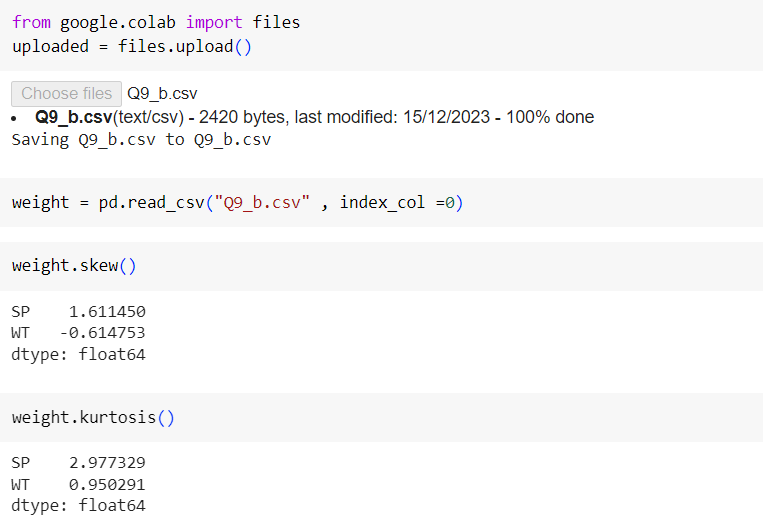 from google.colab import files
uploaded = files.upload()
Choose files Q9_b.csv
• Q9_b.csv(text/csv) - 2420 bytes, last modified: 15/12/2023 - 100% done
Saving Q9_b.csv to Q9_b.csv
weight = pd.read_csv("Q9_b.csv" , index_col =0)
weight.skew()
SP    1.611450
WT   -0.614753
dtype: float64
weight.kurtosis()
SP    2.977329
WT    0.950291
dtype: float64